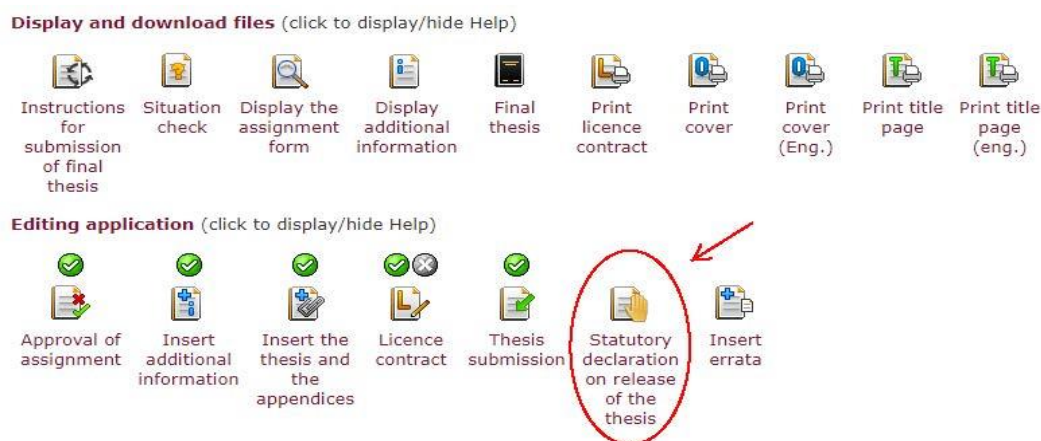 Display and download files (click to display/hide Help)
Instructions
for
submission
of final
thesis
Situation
check
Display the
assignment
form
Display
additional
information
Final
thesis
Print
licence
contract
Print
cover
Print
cover
(Eng.)
Print title
page
Print title
page
(eng.)
Editing application (click to display/hide Help)
Approval of
assignment
Insert
additional
information
Insert the
thesis and
the
appendices
Licence
contract
Thesis
submission
Statutory
declaration
on release
of the
thesis
Insert
errata